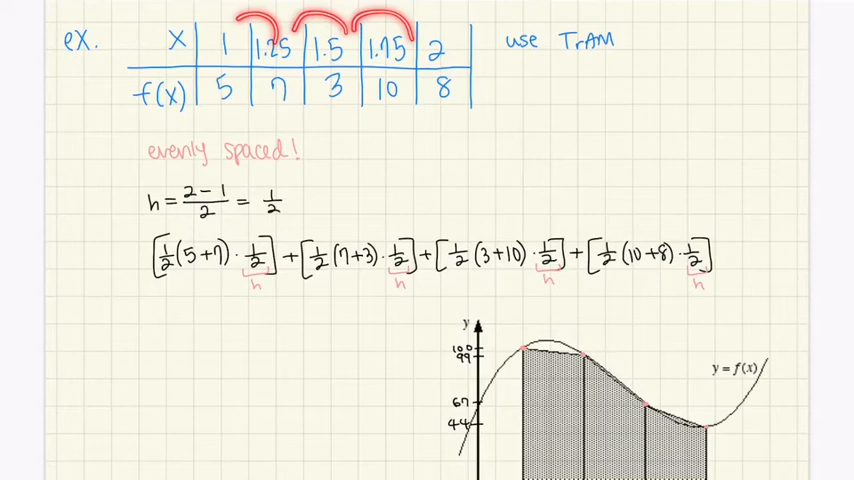 ex. x 1 1.25 1.5 1.75 2 use TrAM
f(x) 5 7 3 10 8
evenly spaced!
h = 2-1/2 = 1/2
[1/2(5+7)·1/2] + [1/2(7+3)·1/2] + [1/2(3+10)·1/2] + [1/2(10+8)·1/2]
h h h h
y
100
99
y = f(x)
67
44